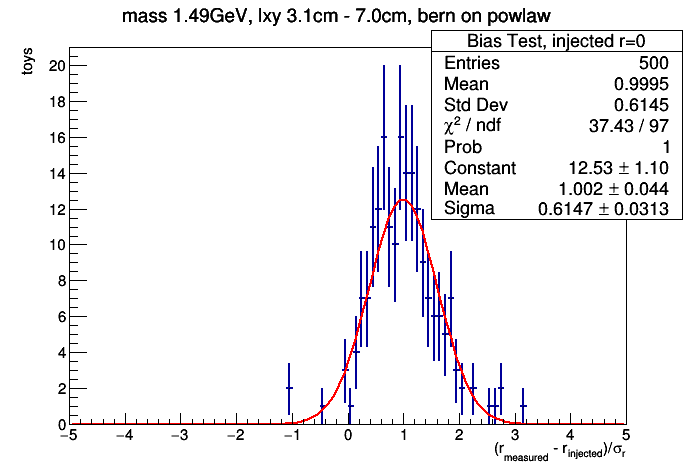 mass 1.49GeV, lxy 3.1cm - 7.0cm, bern on powlaw
Bias Test, injected r=0
Entries 500
Mean 0.9995
Std Dev 0.6145
χ² / ndf 37.43 / 97
Prob 1
Constant 12.53 ± 1.10
Mean 1.002 ± 0.044
Sigma 0.6147 ± 0.0313
toys
20
18
16
14
12
10
8
6
4
2
0
−5 −4 −3 −2 −1 0 1 2 3 4 5
(r_measured - r_injected)/σ_r